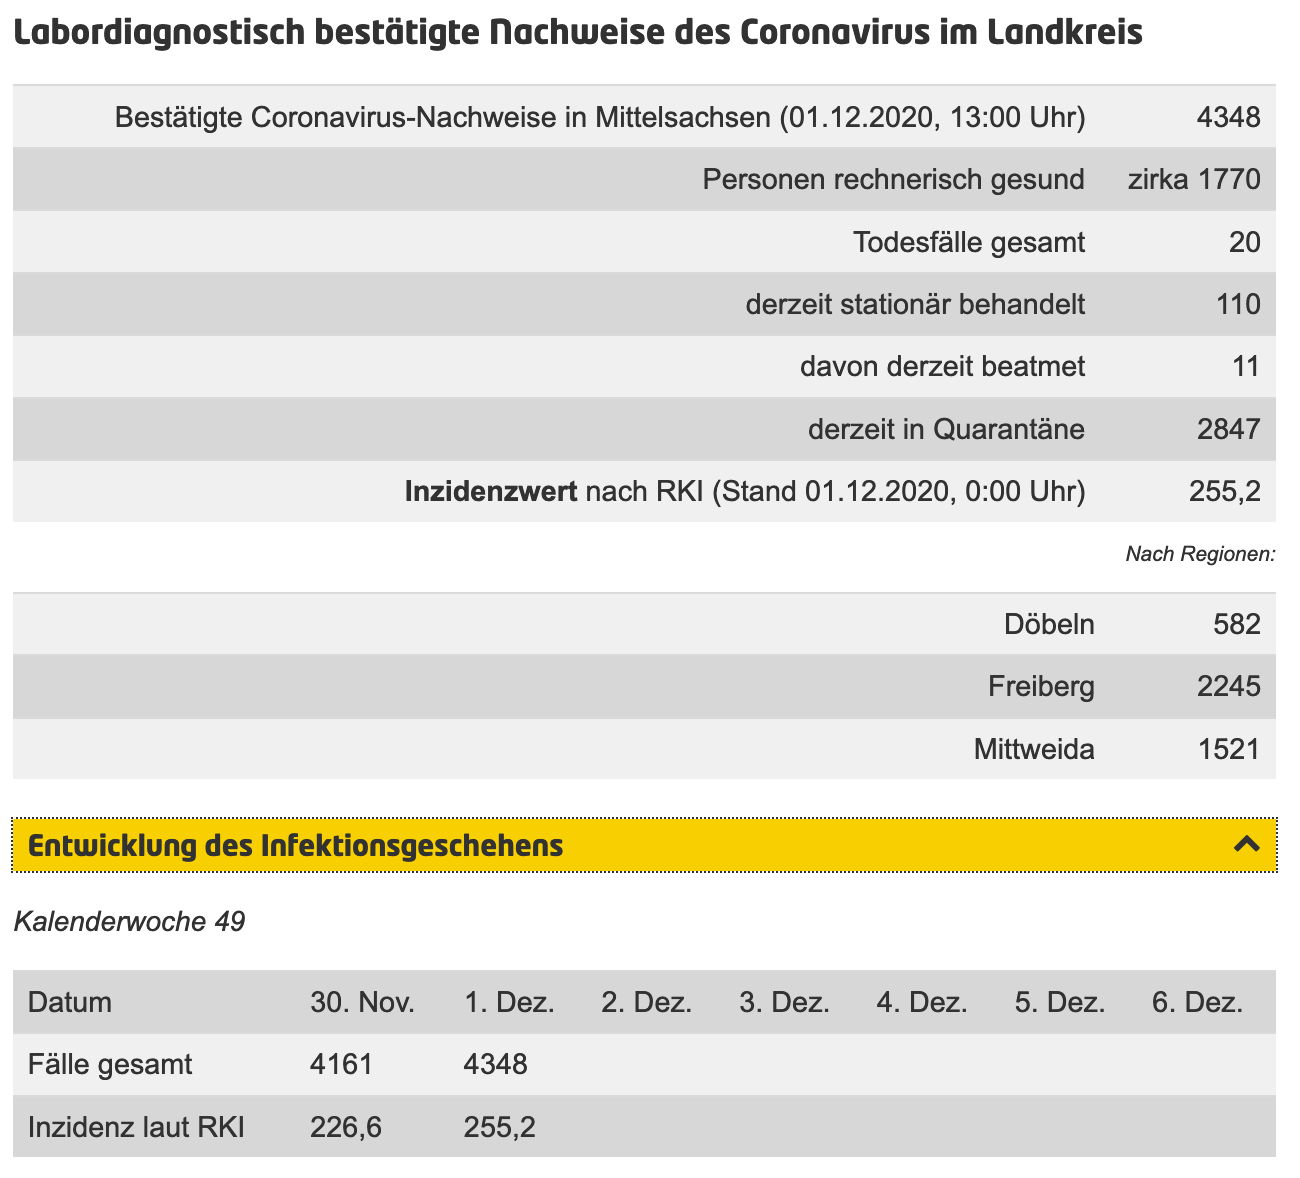 Labordiagnostisch bestätigte Nachweise des Coronavirus im Landkreis
Bestätigte Coronavirus-Nachweise in Mittelsachsen (01.12.2020, 13:00 Uhr) 4348
Personen rechnerisch gesund zirka 1770
Todesfälle gesamt 20
derzeit stationär behandelt 110
davon derzeit beatmet 11
derzeit in Quarantäne 2847
Inzidenzwert nach RKI (Stand 01.12.2020, 0:00 Uhr) 255,2
Nach Regionen:
Döbeln 582
Freiberg 2245
Mittweida 1521
Entwicklung des Infektionsgeschehens
Kalenderwoche 49
Datum 30. Nov. 1. Dez. 2. Dez. 3. Dez. 4. Dez. 5. Dez. 6. Dez.
Fälle gesamt 4161 4348
Inzidenz laut RKI 226,6 255,2